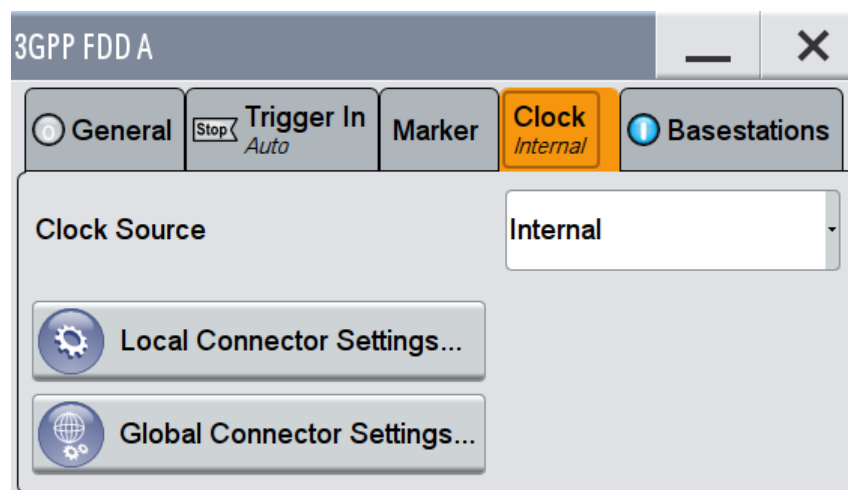 3GPP FDD A
General
Stop
Trigger In
Auto
Marker
Clock
Internal
Basestations
Clock Source
Internal
Local Connector Settings...
Global Connector Settings...